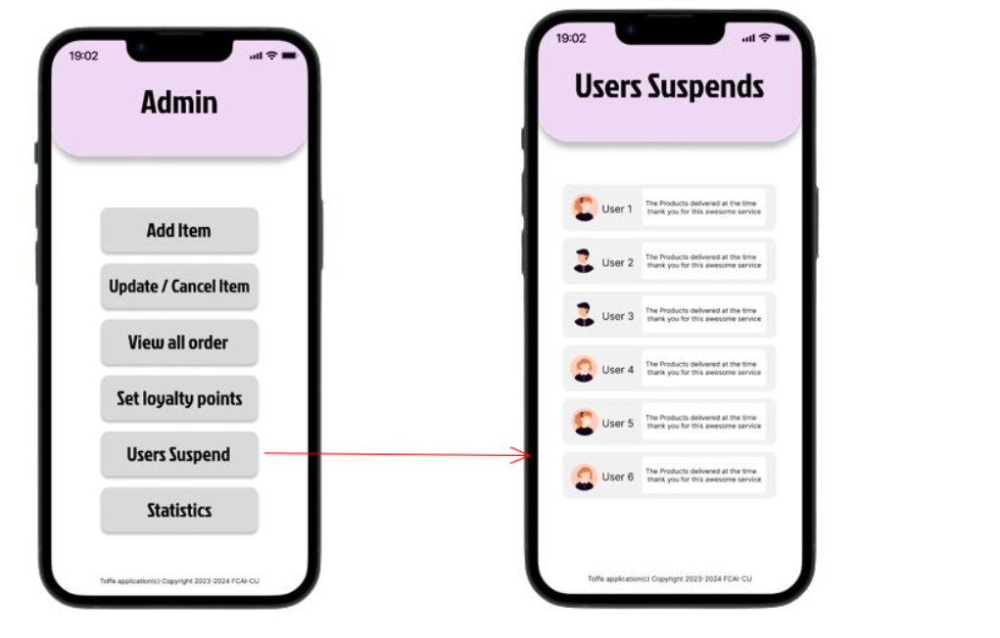 19:02
Admin
Add Item
Update / Cancel Item
View all order
Set loyalty points
Users Suspend
Statistics
Toffe application(c) Copyright 2023-2024 FCAI-CU
19:02
Users Suspends
User 1
The Products delivered at the time
thank you for this awesome service
User 2
The Products delivered at the time
thank you for this awesome service
User 3
The Products delivered at the time
thank you for this awesome service
User 4
The Products delivered at the time
thank you for this awesome service
User 5
The Products delivered at the time
thank you for this awesome service
User 6
The Products delivered at the time
thank you for this awesome service
Toffe application(c) Copyright 2023-2024 FCAI-CU